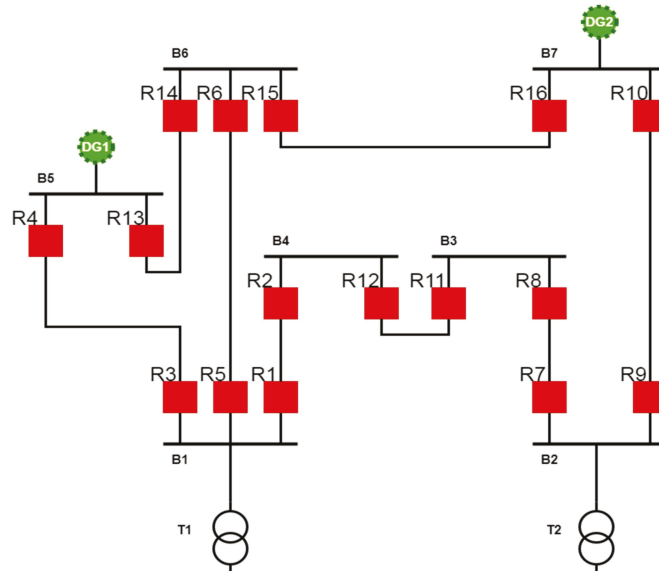 DG2
B6
B7
R14 R6 R15
R16 R10
DG1
B5
R4 R13
B4
B3
R2 R12 R11 R8
R3 R5 R1
R7 R9
B1
B2
T1
T2